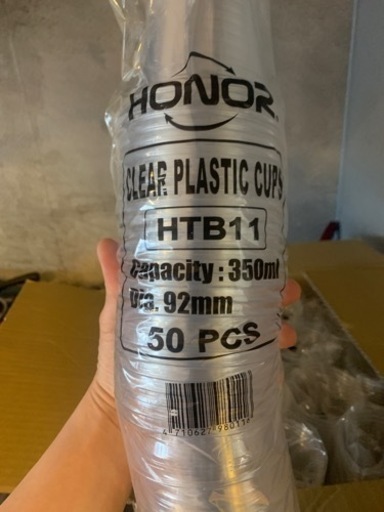 HONOR
CLEAR PLASTIC CUPS
HTB11
Capacity : 350ml
Dia. 92mm
50 PCS